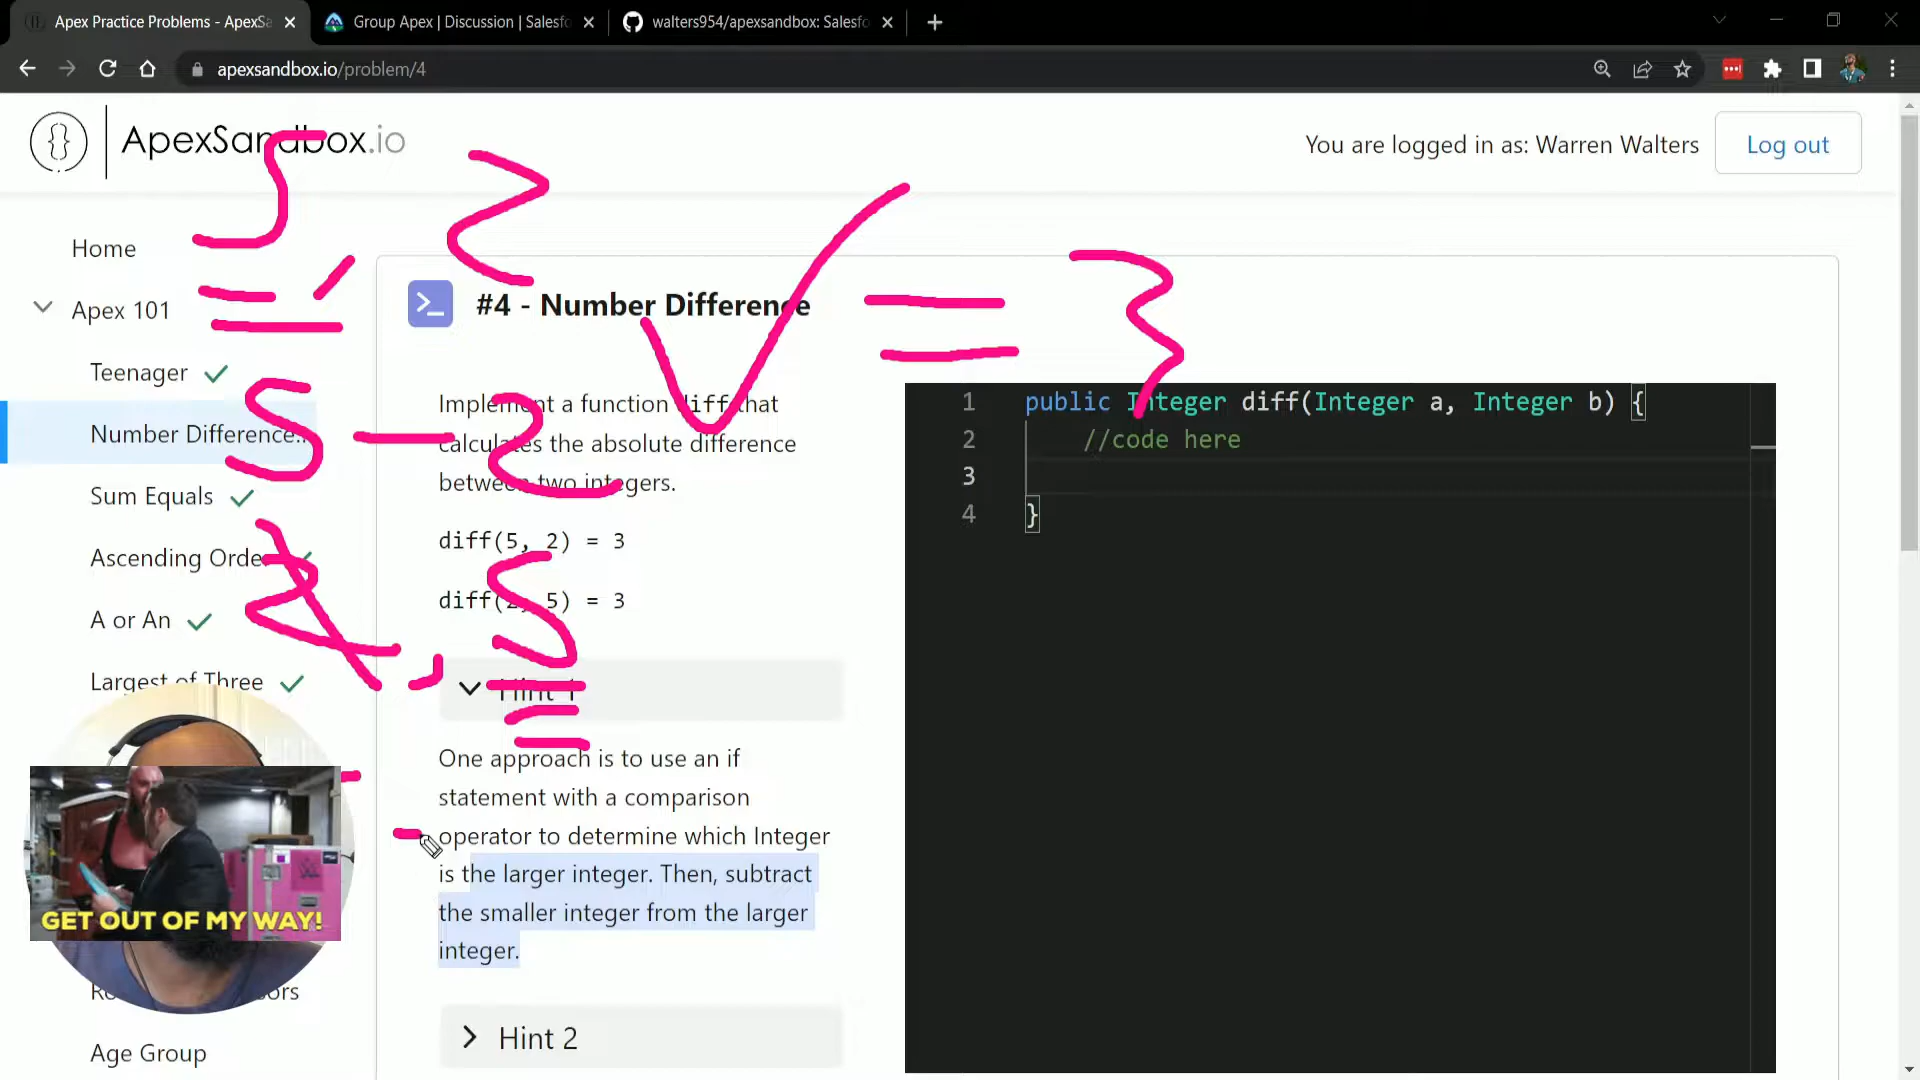 Apex Practice Problems - ApexSa
Group Apex | Discussion | Salesfo
walters954/apexsandbox: Salesfo
apexsandbox.io/problem/4
ApexSandbox.io
You are logged in as: Warren Walters
Log out
Home
Apex 101
Teenager
Number Difference..
Sum Equals
Ascending Orde
A or An
Largest of Three
Age Group
#4 - Number Difference
Implement a function diff that
calculates the absolute difference
between two integers.
diff(5, 2) = 3
diff(2, 5) = 3
Hint 1
One approach is to use an if
statement with a comparison
operator to determine which Integer
is the larger integer. Then, subtract
the smaller integer from the larger
integer.
Hint 2
1 public Integer diff(Integer a, Integer b) {
2 //code here
3
4 }
5 2
= 3
5 - 2
2, 5
GET OUT OF MY WAY!